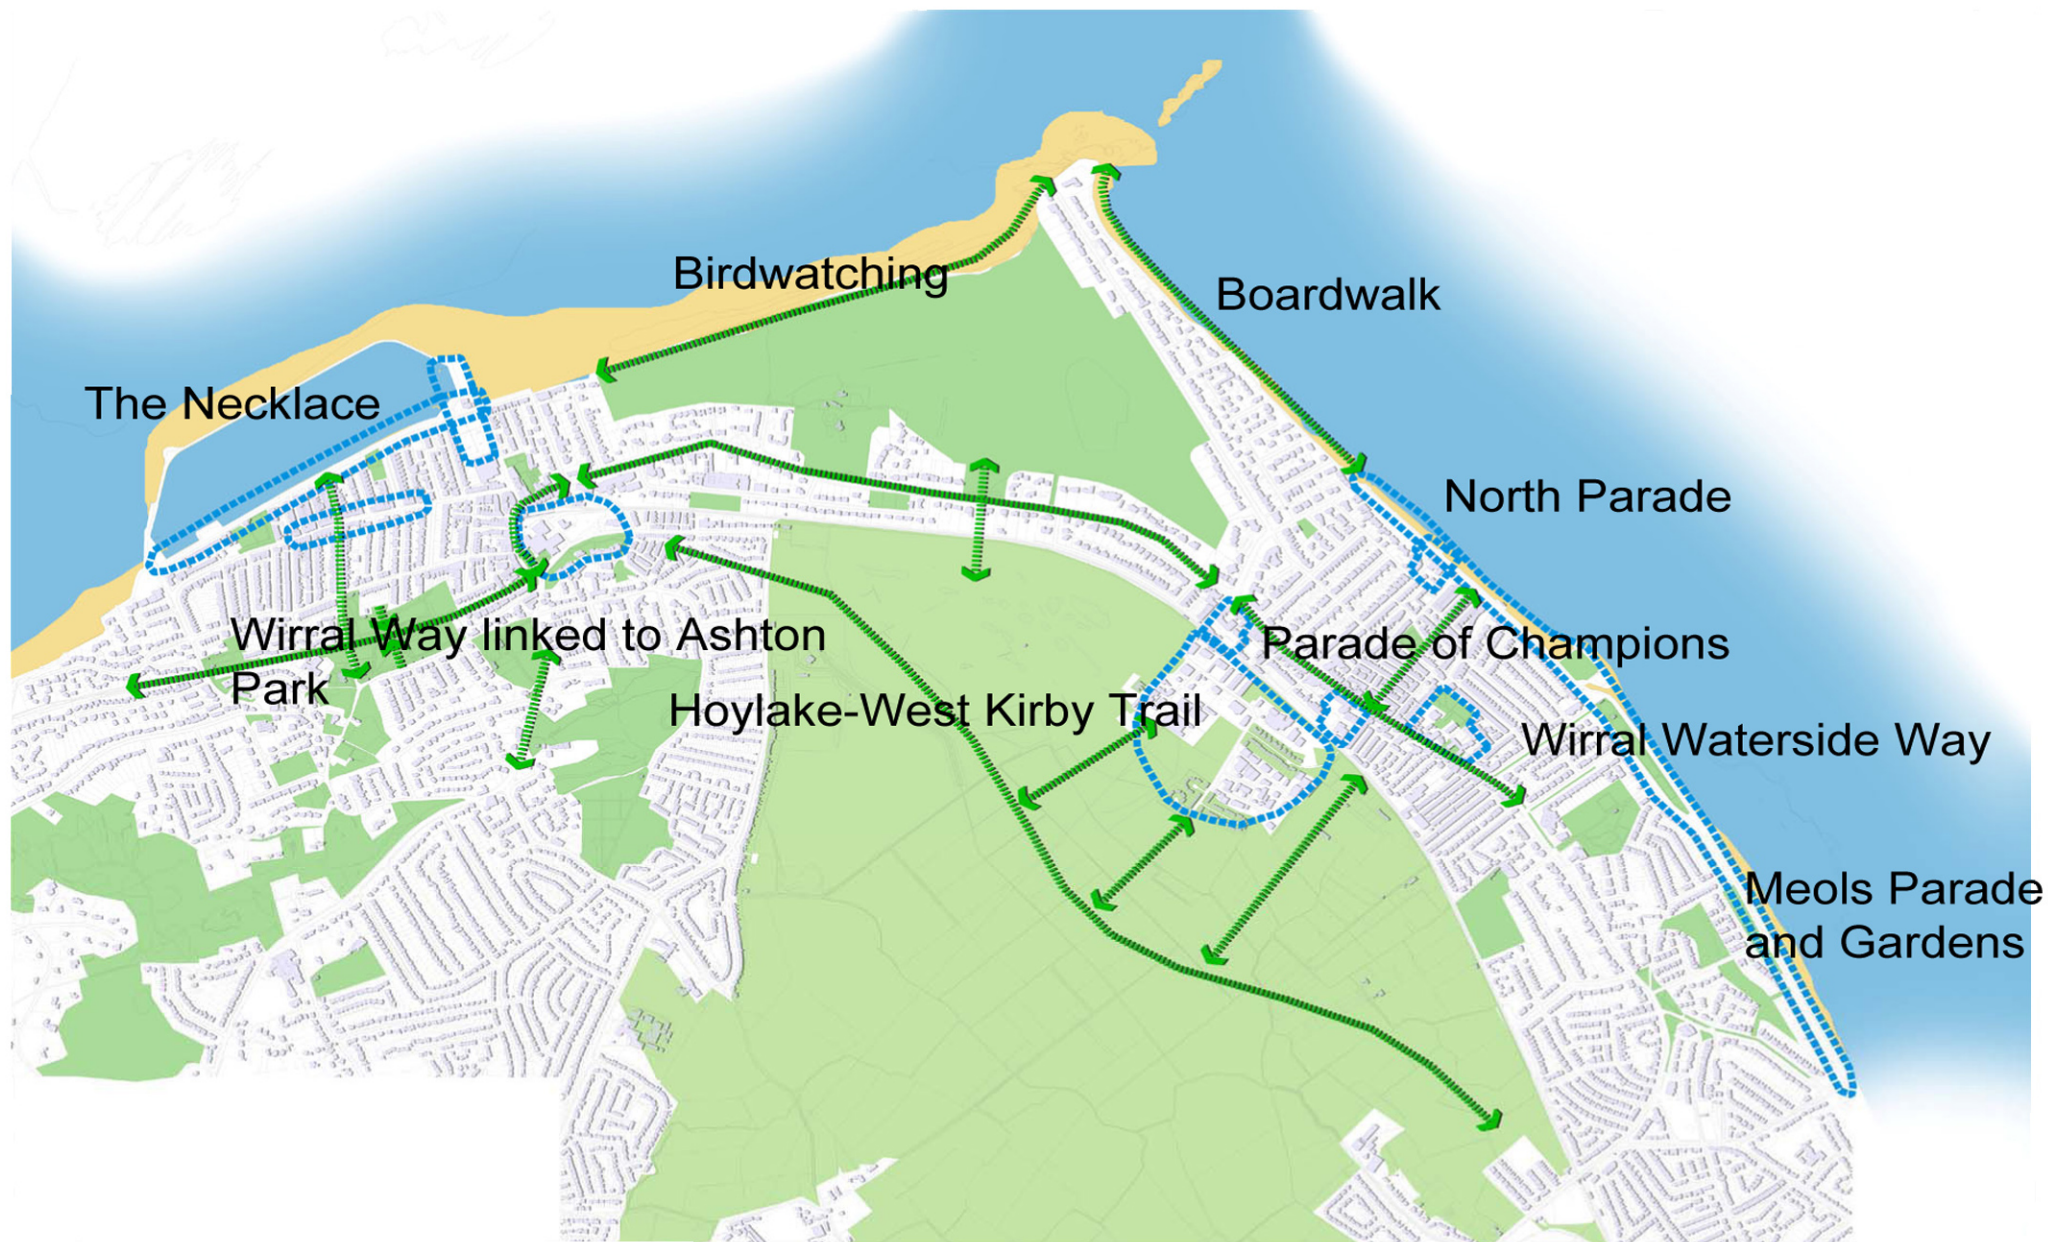 Birdwatching
Boardwalk
The Necklace
North Parade
Wirral Way linked to Ashton
Park
Parade of Champions
Hoylake-West Kirby Trail
Wirral Waterside Way
Meols Parade
and Gardens